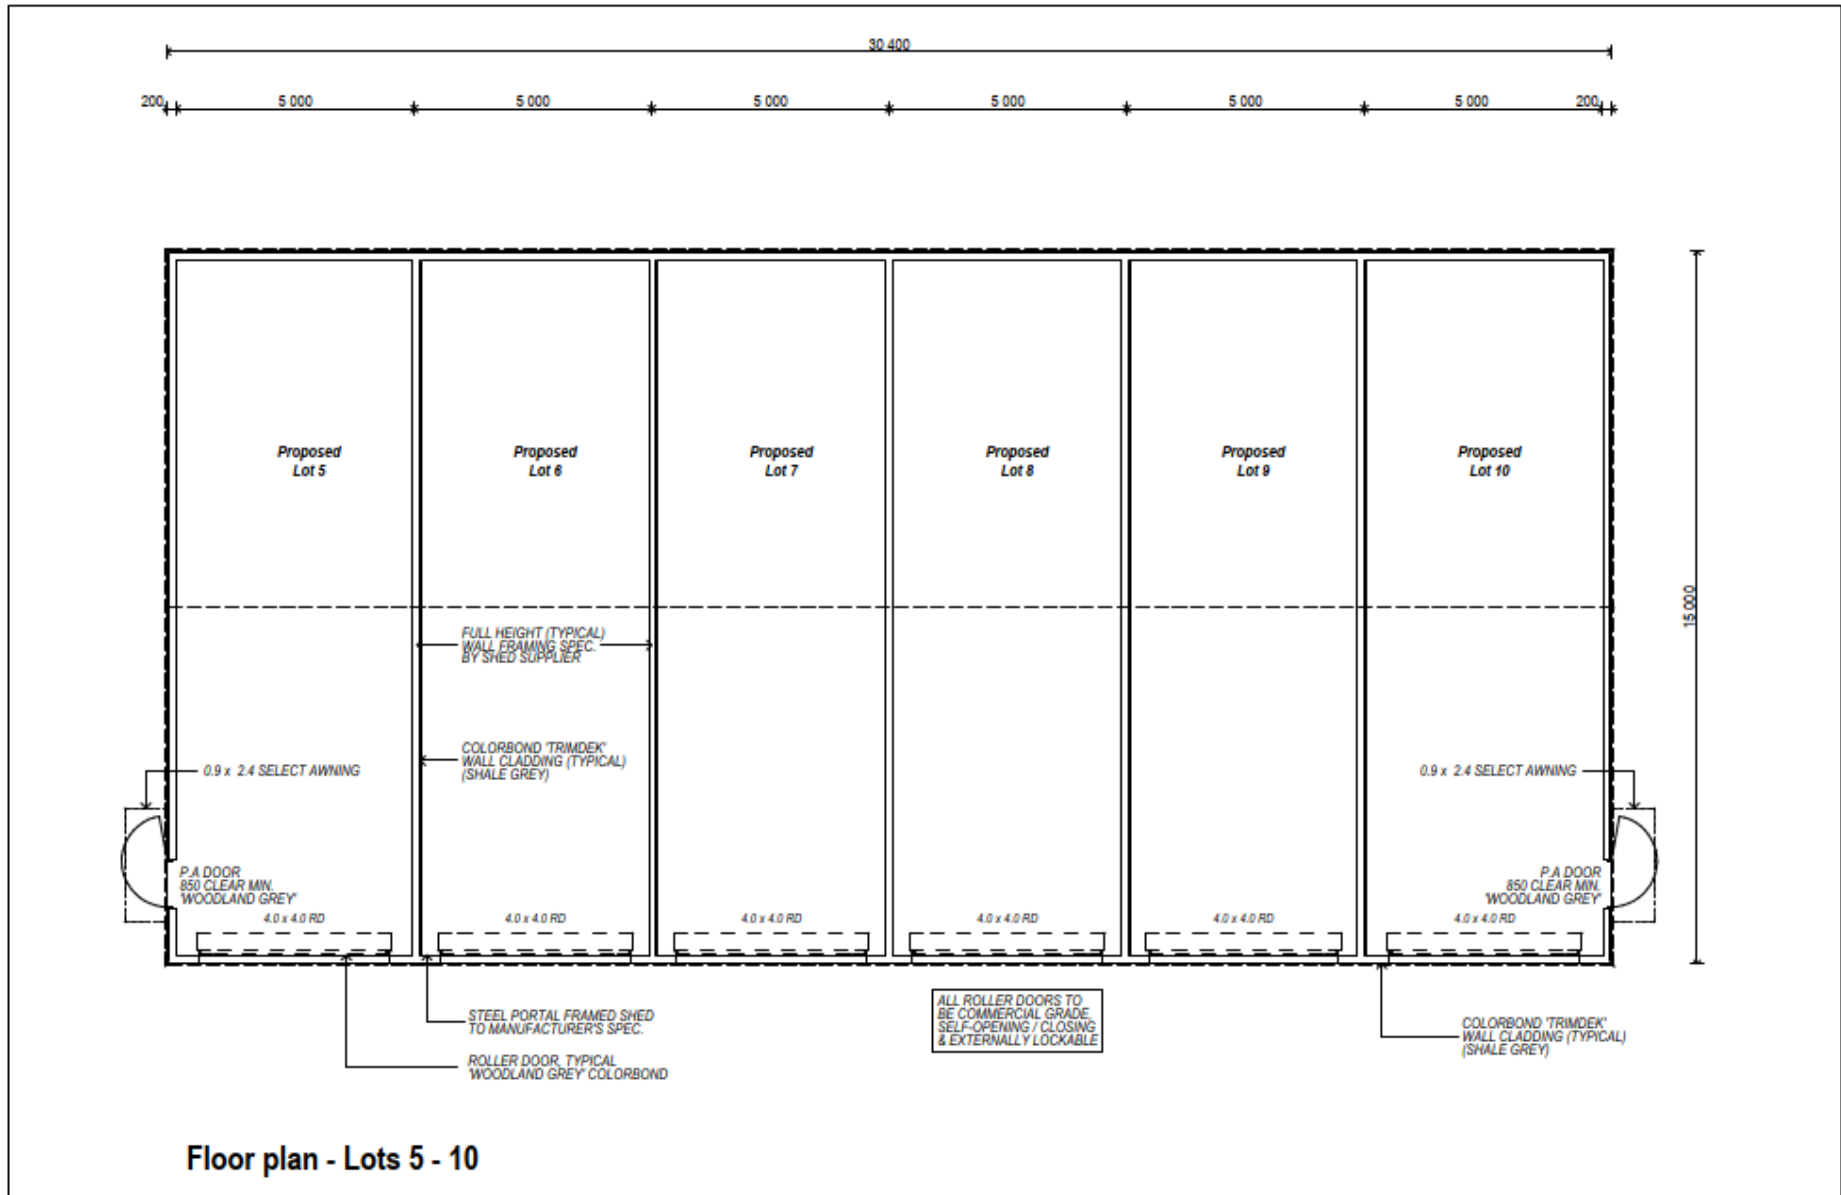 30 400
200 5 000 5 000 5 000 5 000 5 000 5 000 200
Proposed
Lot 5
Proposed
Lot 6
Proposed
Lot 7
Proposed
Lot 8
Proposed
Lot 9
Proposed
Lot 10
15 000
FULL HEIGHT (TYPICAL)
WALL FRAMING SPEC.
BY SHED SUPPLIER
COLORBOND 'TRIMDEK'
WALL CLADDING (TYPICAL)
(SHALE GREY)
0.9 x 2.4 SELECT AWNING
0.9 x 2.4 SELECT AWNING
P.A DOOR
850 CLEAR MIN.
'WOODLAND GREY'
P.A DOOR
850 CLEAR MIN.
'WOODLAND GREY'
4.0 x 4.0 RD
4.0 x 4.0 RD
4.0 x 4.0 RD
4.0 x 4.0 RD
4.0 x 4.0 RD
4.0 x 4.0 RD
STEEL PORTAL FRAMED SHED
TO MANUFACTURER'S SPEC.
ROLLER DOOR, TYPICAL
'WOODLAND GREY' COLORBOND
ALL ROLLER DOORS TO
BE COMMERCIAL GRADE,
SELF-OPENING / CLOSING
& EXTERNALLY LOCKABLE
COLORBOND 'TRIMDEK'
WALL CLADDING (TYPICAL)
(SHALE GREY)
Floor plan - Lots 5 - 10